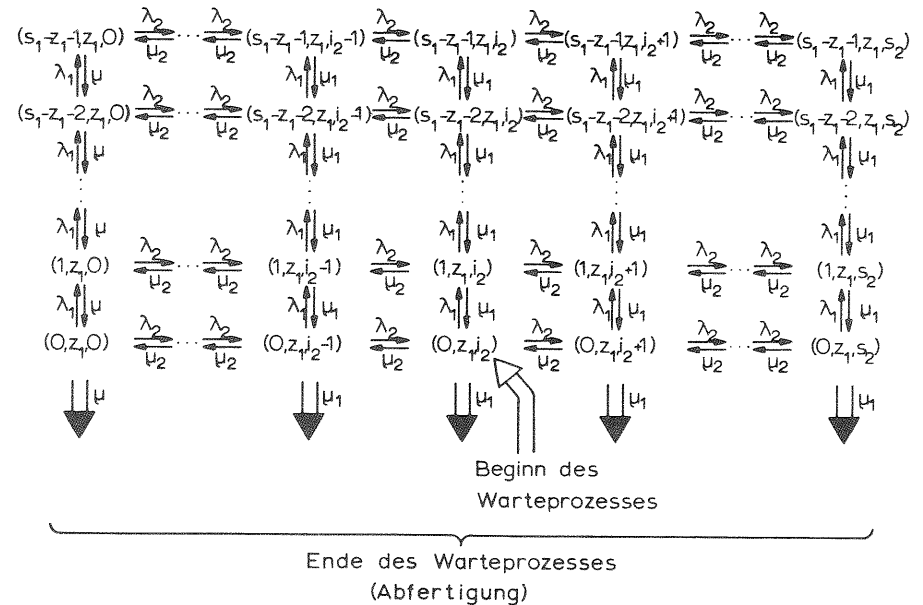 λ₂ λ₂ λ₂ λ₂ λ₂ λ₂
(s₁-z₁-1,z₁,0) ··· (s₁-z₁-1,z₁,i₂-1) (s₁-z₁-1,z₁,i₂) (s₁-z₁-1,z₁,i₂+1) ··· (s₁-z₁-1,z₁,s₂)
μ₂ μ₂ μ₂ μ₂ μ₂ μ₂
λ₁ μ λ₁ μ₁ λ₁ μ₁ λ₁ μ₁ λ₁ μ₁
λ₂ λ₂ λ₂ λ₂ λ₂ λ₂
(s₁-z₁-2,z₁,0) ··· (s₁-z₁-2,z₁,i₂-1) (s₁-z₁-2,z₁,i₂) (s₁-z₁-2,z₁,i₂+1) ··· (s₁-z₁-2,z₁,s₂)
μ₂ μ₂ μ₂ μ₂ μ₂ μ₂
λ₁ μ λ₁ μ₁ λ₁ μ₁ λ₁ μ₁ λ₁ μ₁
λ₁ μ λ₁ μ₁ λ₁ μ₁ λ₁ μ₁ λ₁ μ₁
λ₂ λ₂ λ₂ λ₂ λ₂ λ₂
(1,z₁,0) ··· (1,z₁,i₂-1) (1,z₁,i₂) (1,z₁,i₂+1) ··· (1,z₁,s₂)
μ₂ μ₂ μ₂ μ₂ μ₂ μ₂
λ₁ μ λ₁ μ₁ λ₁ μ₁ λ₁ μ₁ λ₁ μ₁
λ₂ λ₂ λ₂ λ₂ λ₂ λ₂
(0,z₁,0) ··· (0,z₁,i₂-1) (0,z₁,i₂) (0,z₁,i₂+1) ··· (0,z₁,s₂)
μ₂ μ₂ μ₂ μ₂ μ₂ μ₂
μ μ₁ μ₁ μ₁ μ₁
Beginn des
Warteprozesses
Ende des Warteprozesses
(Abfertigung)